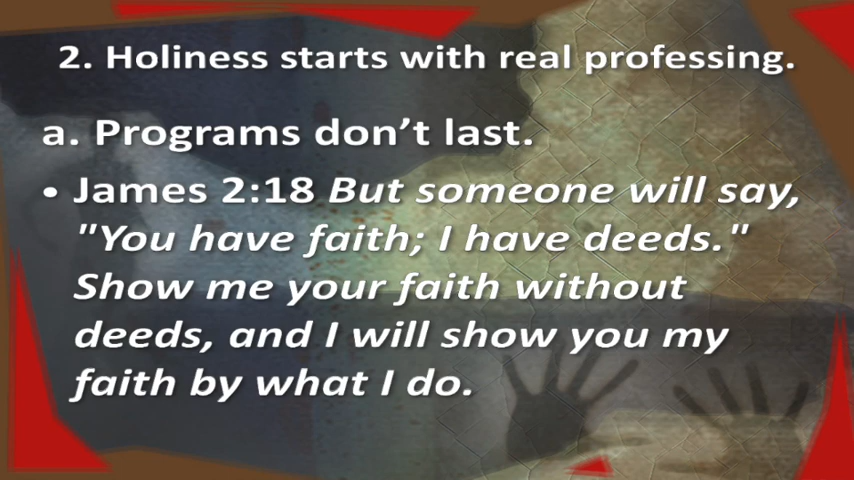 2. Holiness starts with real professing.
a. Programs don’t last.
• James 2:18 But someone will say,
"You have faith; I have deeds."
Show me your faith without
deeds, and I will show you my
faith by what I do.